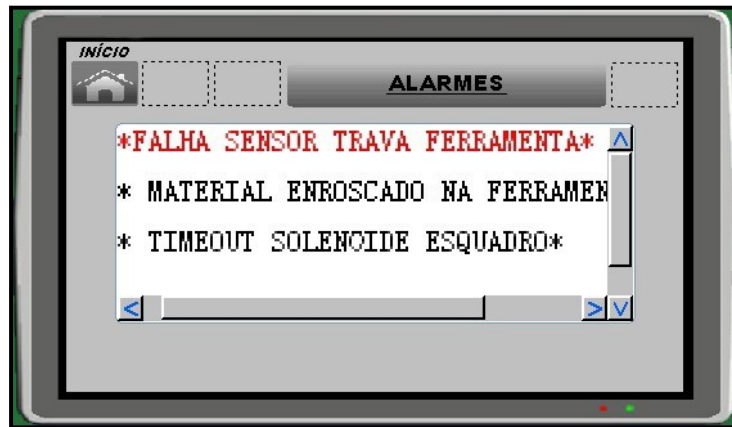 INÍCIO
ALARMES
*FALHA SENSOR TRAVA FERRAMENTA*
* MATERIAL ENROSCADO NA FERRAMEN
* TIMEOUT SOLENOIDE ESQUADRO*